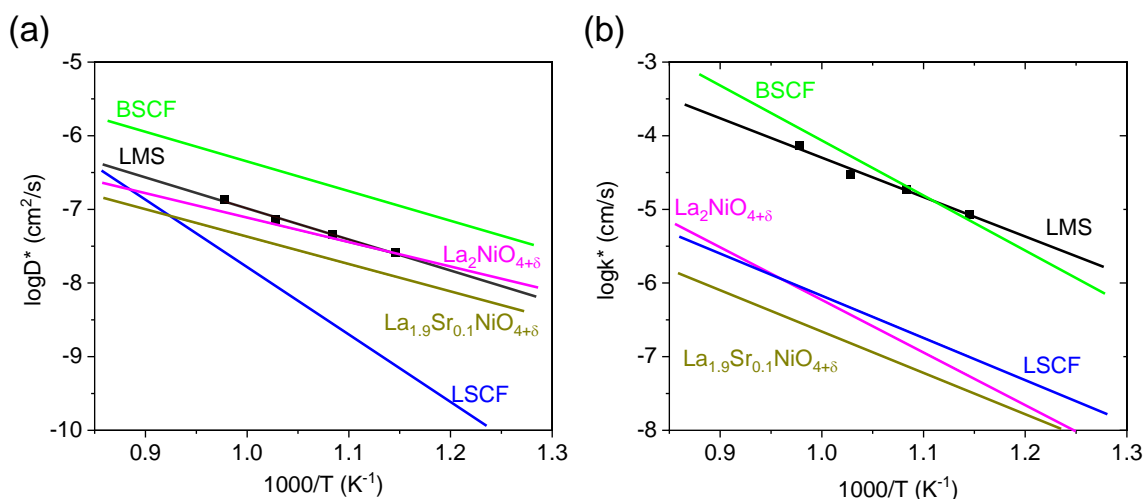 (a)
-5
-6
-7
-8
-9
-10
logD* (cm²/s)
BSCF
LMS
La₂NiO₄₊δ
La₁.₉Sr₀.₁NiO₄₊δ
LSCF
0.9 1.0 1.1 1.2 1.3
1000/T (K⁻¹)
(b)
-3
-4
-5
-6
-7
-8
logk* (cm/s)
BSCF
LMS
La₂NiO₄₊δ
LSCF
La₁.₉Sr₀.₁NiO₄₊δ
0.9 1.0 1.1 1.2 1.3
1000/T (K⁻¹)